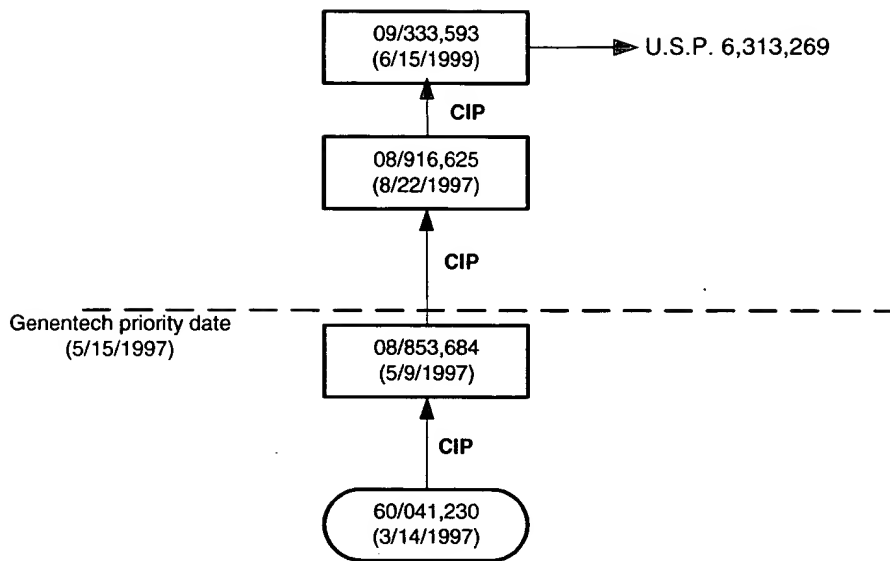 09/333,593
(6/15/1999)
U.S.P. 6,313,269
CIP
08/916,625
(8/22/1997)
CIP
Genentech priority date
(5/15/1997)
08/853,684
(5/9/1997)
CIP
60/041,230
(3/14/1997)